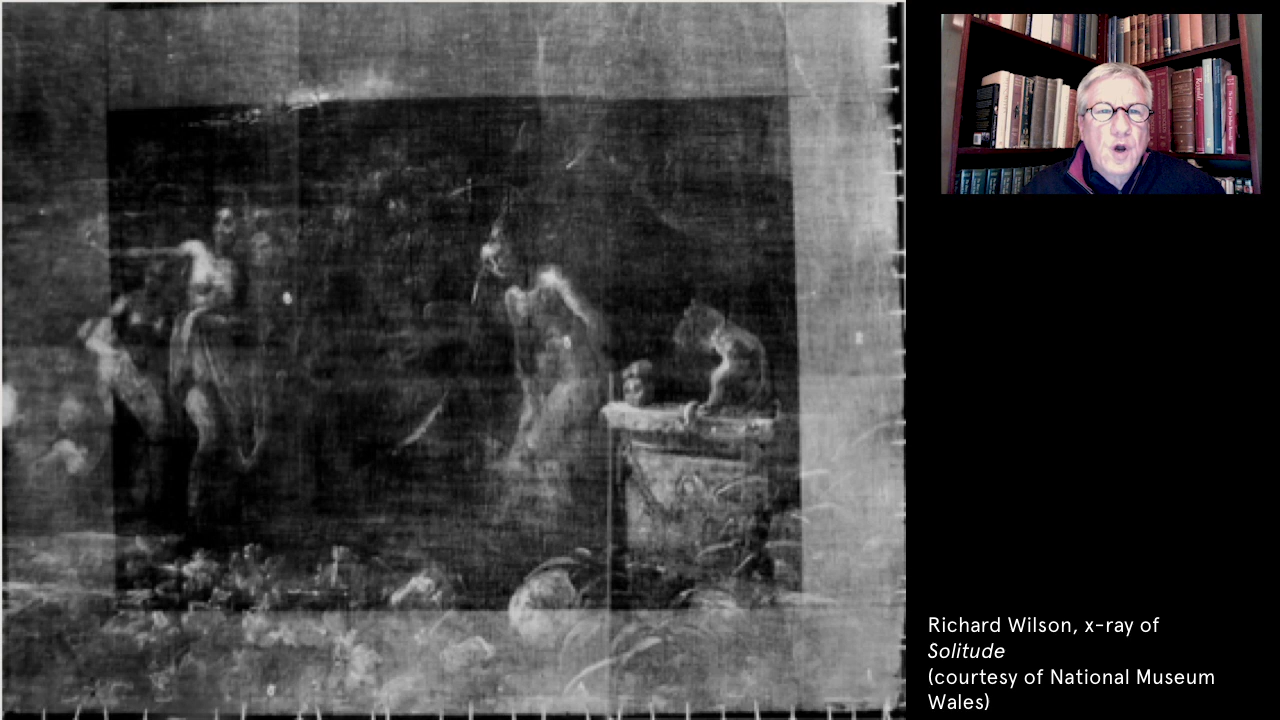 Richard Wilson, x-ray of
Solitude
(courtesy of National Museum
Wales)